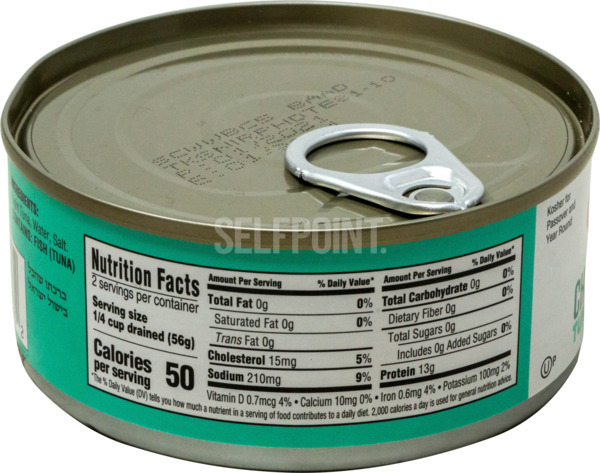 SELFPOINT.
INGREDIENTS:
Tuna, Water, Salt.
FISH (TUNA)
ברכתו שהכל
בישול ישראל
Nutrition Facts
2 servings per container
Serving size
1/4 cup drained (56g)
Calories
per serving 50
Amount Per Serving % Daily Value*
Total Fat 0g 0%
Saturated Fat 0g 0%
Trans Fat 0g
Cholesterol 15mg 5%
Sodium 210mg 9%
Amount Per Serving % Daily Value*
Total Carbohydrate 0g 0%
Dietary Fiber 0g 0%
Total Sugars 0g
Includes 0g Added Sugars 0%
Protein 13g
Vitamin D 0.7mcg 4% • Calcium 10mg 0% • Iron 0.6mg 4% • Potassium 100mg 2%
*The % Daily Value (DV) tells you how much a nutrient in a serving of food contributes to a daily diet. 2,000 calories a day is used for general nutrition advice.
Kosher for
Passover and
Year Round
U P